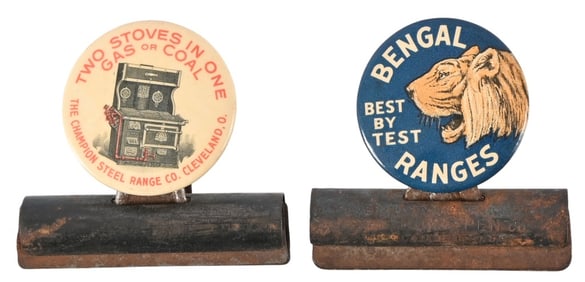 TWO STOVES IN ONE
GAS OR COAL
THE CHAMPION STEEL RANGE CO. CLEVELAND, O.
BENGAL
BEST
BY
TEST
RANGES